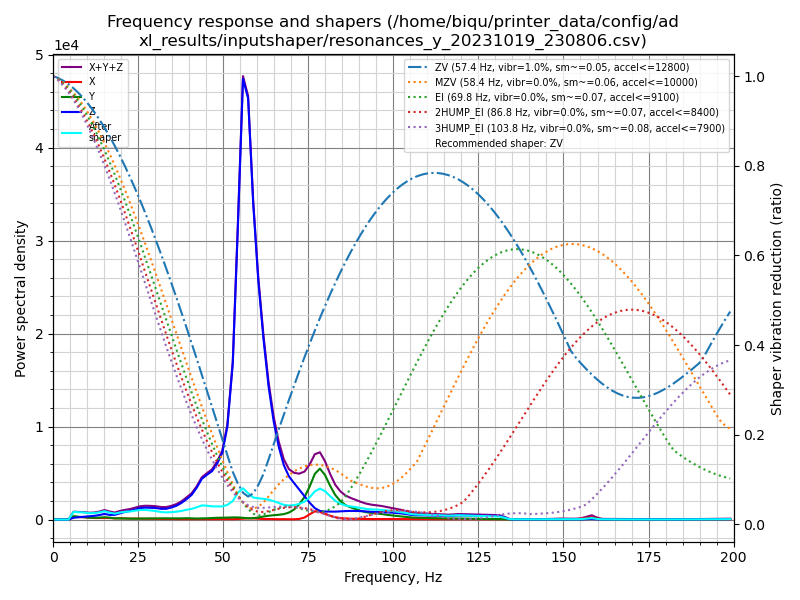 Frequency response and shapers (/home/biqu/printer_data/config/ad
xl_results/inputshaper/resonances_y_20231019_230806.csv)
1e4
X+Y+Z
X
Y
Z
After
shaper
ZV (57.4 Hz, vibr=1.0%, sm~=0.05, accel<=12800)
MZV (58.4 Hz, vibr=0.0%, sm~=0.06, accel<=10000)
EI (69.8 Hz, vibr=0.0%, sm~=0.07, accel<=9100)
2HUMP_EI (86.8 Hz, vibr=0.0%, sm~=0.07, accel<=8400)
3HUMP_EI (103.8 Hz, vibr=0.0%, sm~=0.08, accel<=7900)
Recommended shaper: ZV
Power spectral density
5
4
3
2
1
0
Shaper vibration reduction (ratio)
1.0
0.8
0.6
0.4
0.2
0.0
0 25 50 75 100 125 150 175 200
Frequency, Hz